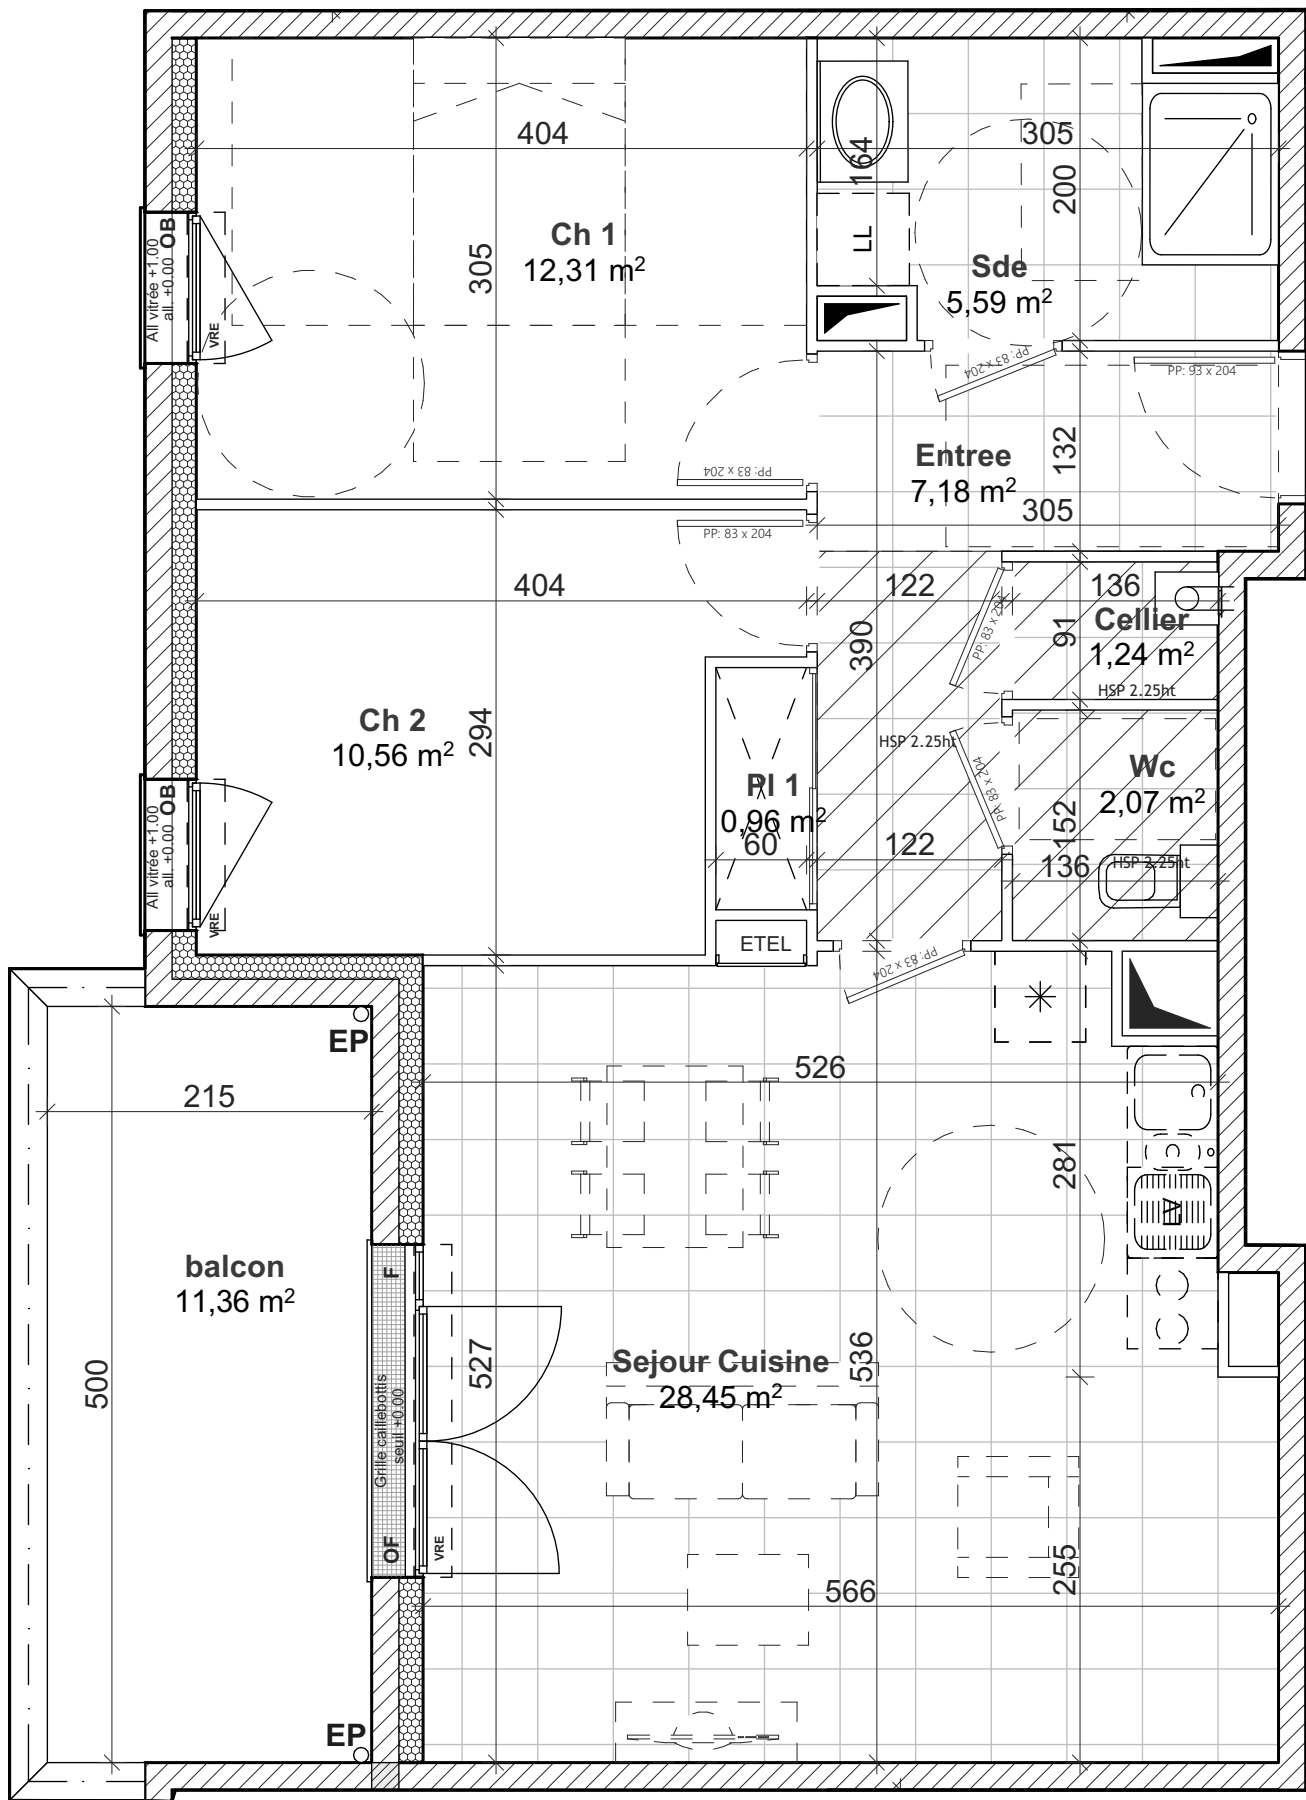 404
164
305
200
Ch 1
12,31 m²
305
LL
Sde
5,59 m²
OB
All vitrée +1.00
all. +0.00
VRE
PP: 83 x 204
PP: 93 x 204
Entree
7,18 m²
132
305
PP: 83 x 204
PP: 83 x 204
404
122
136
390
PP: 83 x 204
91
Cellier
1,24 m²
HSP 2.25ht
Ch 2
10,56 m²
294
HSP 2.25ht
PP: 83 x 204
Wc
2,07 m²
Pl 1
0,96 m²
OB
All vitrée +1.00
all. +0.00
VRE
60
122
152
136
HSP 2.25ht
ETEL
PP: 83 x 204
EP
215
526
281
LV
balcon
11,36 m²
F
500
527
536
Sejour Cuisine
28,45 m²
Grille caillebottis
seuil +0.00
OF
VRE
255
566
EP